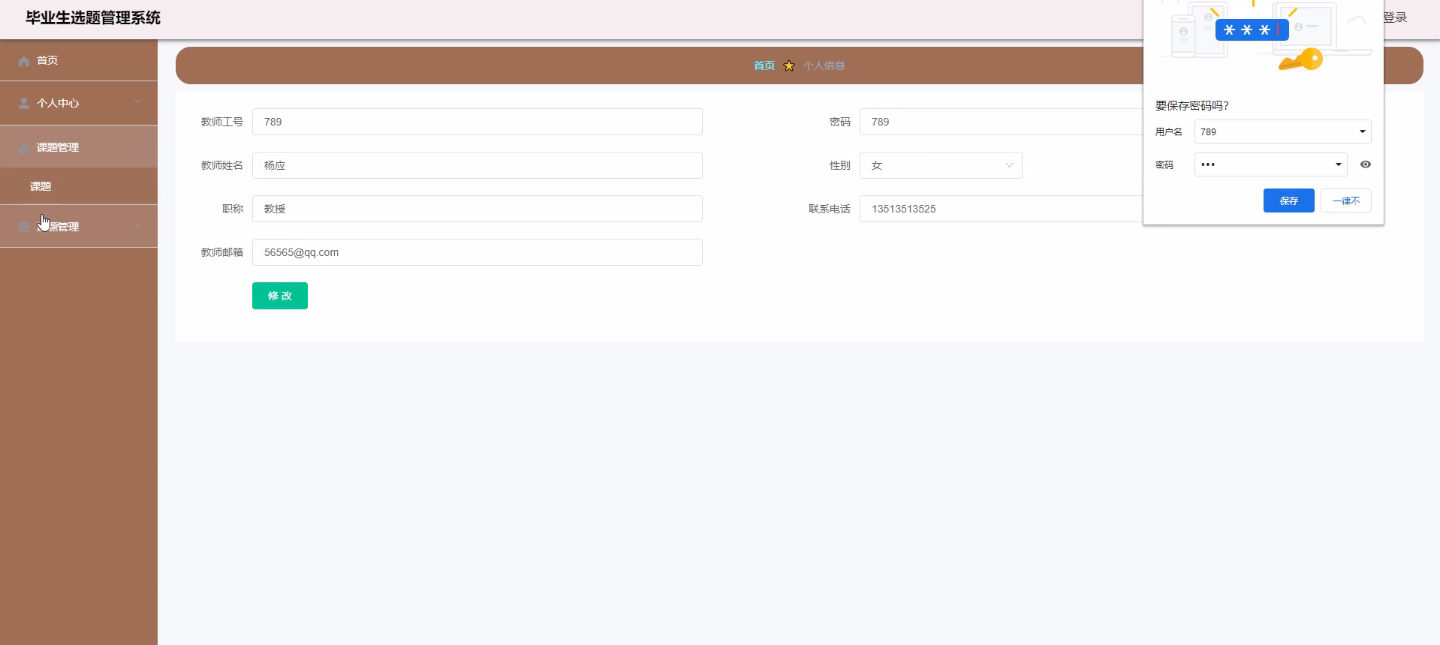 毕业生选题管理系统
登录
首页
个人中心
课题管理
课题
题管理
首页 个人信息
教师工号 789
密码 789
教师姓名 杨应
性别 女
职称 教授
联系电话 13513513525
教师邮箱 56565@qq.com
修 改
***
要保存密码吗?
用户名 789
密码 •••
保存 一律不